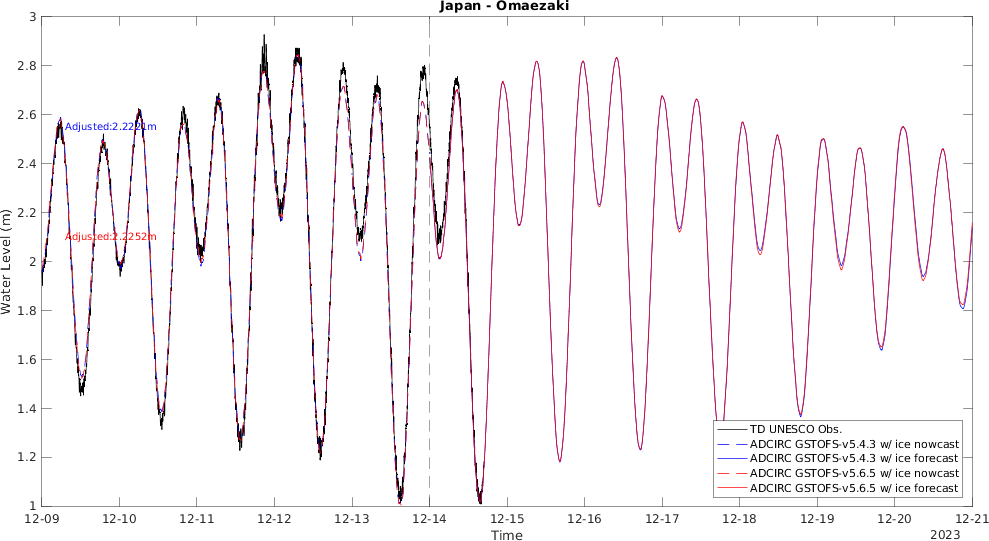 Japan - Omaezaki
3
2.8
2.6
2.4
2.2
2
1.8
1.6
1.4
1.2
1
Water Level (m)
Adjusted:2.2221m
Adjusted:2.2252m
TD UNESCO Obs.
ADCIRC GSTOFS-v5.4.3 w/ ice nowcast
ADCIRC GSTOFS-v5.4.3 w/ ice forecast
ADCIRC GSTOFS-v5.6.5 w/ ice nowcast
ADCIRC GSTOFS-v5.6.5 w/ ice forecast
12-09 12-10 12-11 12-12 12-13 12-14 12-15 12-16 12-17 12-18 12-19 12-20 12-21
Time
2023